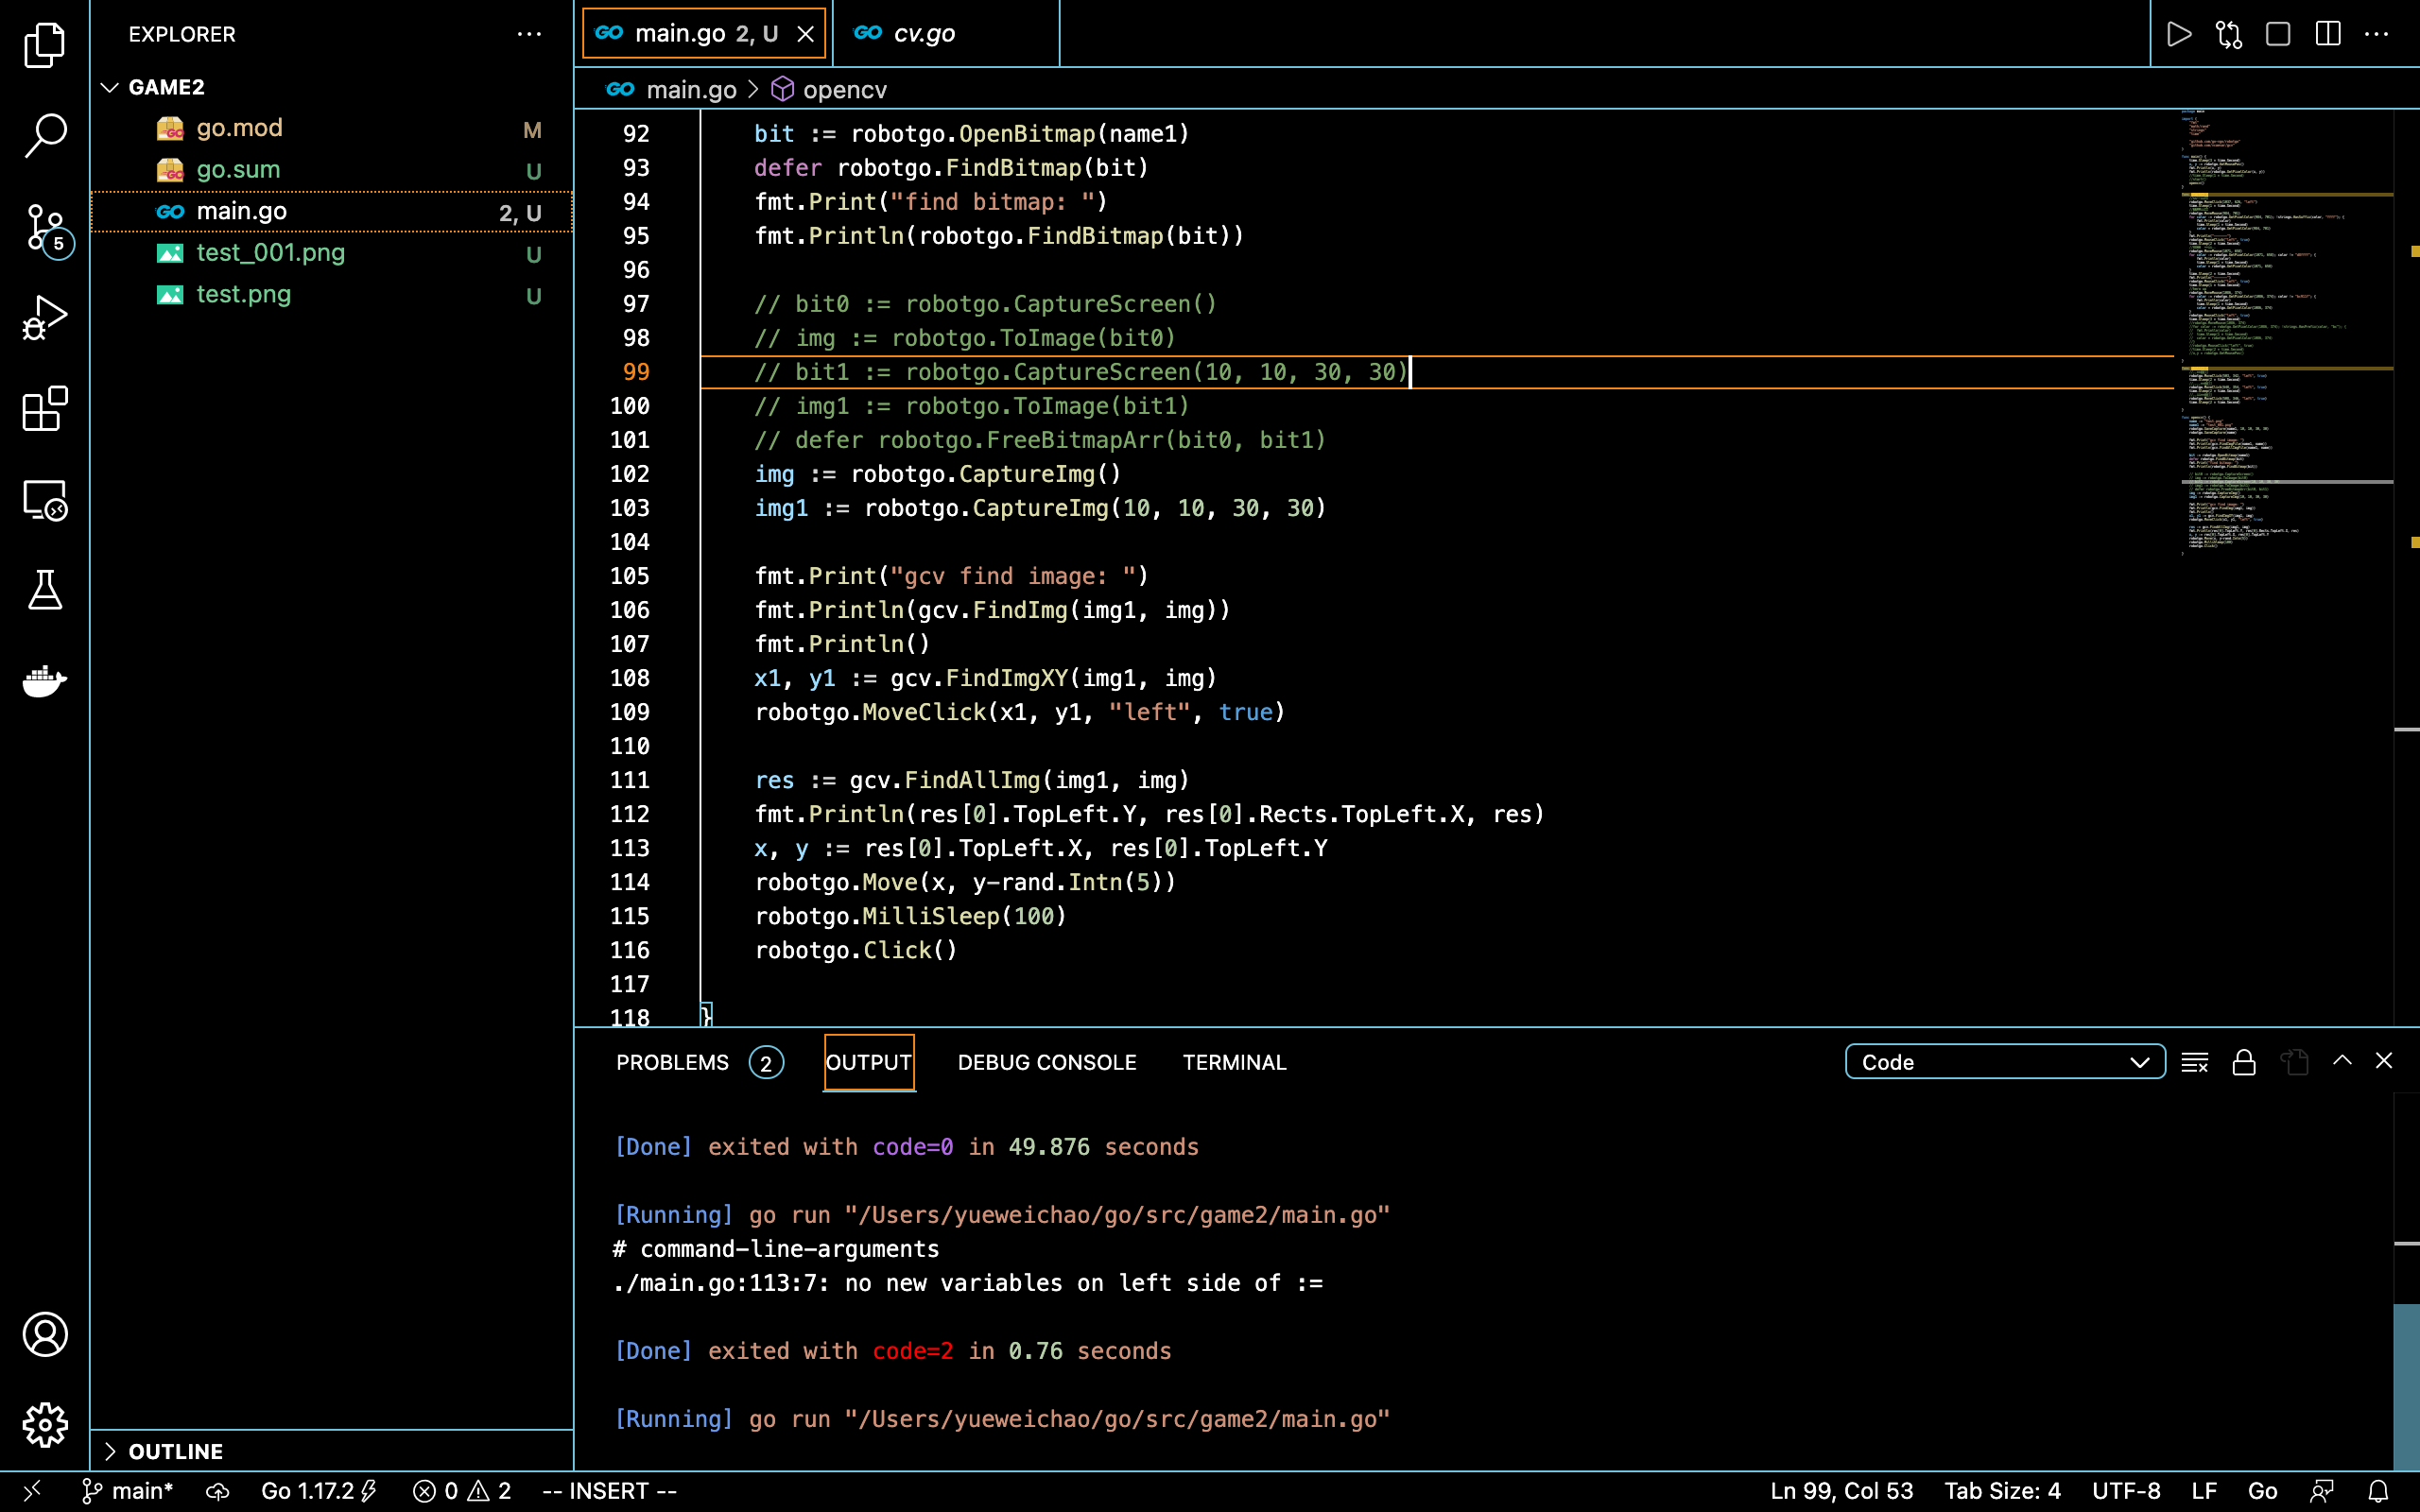 EXPLORER
GAME2
go.mod M
go.sum U
main.go 2, U
test_001.png U
test.png U
5
OUTLINE
main.go 2, U
cv.go
main.go > opencv
92 bit := robotgo.OpenBitmap(name1)
93 defer robotgo.FindBitmap(bit)
94 fmt.Print("find bitmap: ")
95 fmt.Println(robotgo.FindBitmap(bit))
96
97 // bit0 := robotgo.CaptureScreen()
98 // img := robotgo.ToImage(bit0)
99 // bit1 := robotgo.CaptureScreen(10, 10, 30, 30)
100 // img1 := robotgo.ToImage(bit1)
101 // defer robotgo.FreeBitmapArr(bit0, bit1)
102 img := robotgo.CaptureImg()
103 img1 := robotgo.CaptureImg(10, 10, 30, 30)
104
105 fmt.Print("gcv find image: ")
106 fmt.Println(gcv.FindImg(img1, img))
107 fmt.Println()
108 x1, y1 := gcv.FindImgXY(img1, img)
109 robotgo.MoveClick(x1, y1, "left", true)
110
111 res := gcv.FindAllImg(img1, img)
112 fmt.Println(res[0].TopLeft.Y, res[0].Rects.TopLeft.X, res)
113 x, y := res[0].TopLeft.X, res[0].TopLeft.Y
114 robotgo.Move(x, y-rand.Intn(5))
115 robotgo.MilliSleep(100)
116 robotgo.Click()
117
118 }
PROBLEMS 2 OUTPUT DEBUG CONSOLE TERMINAL Code
[Done] exited with code=0 in 49.876 seconds
[Running] go run "/Users/yueweichao/go/src/game2/main.go"
# command-line-arguments
./main.go:113:7: no new variables on left side of :=
[Done] exited with code=2 in 0.76 seconds
[Running] go run "/Users/yueweichao/go/src/game2/main.go"
main* Go 1.17.2 0 2 -- INSERT -- Ln 99, Col 53 Tab Size: 4 UTF-8 LF Go